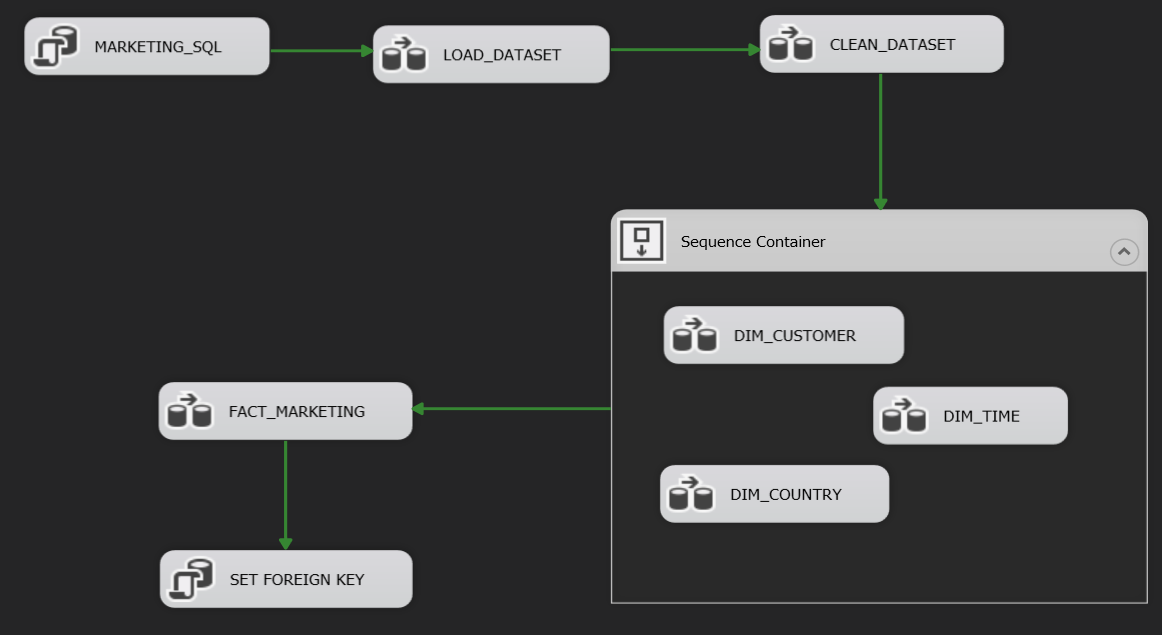 MARKETING_SQL
LOAD_DATASET
CLEAN_DATASET
Sequence Container
DIM_CUSTOMER
DIM_TIME
DIM_COUNTRY
FACT_MARKETING
SET FOREIGN KEY